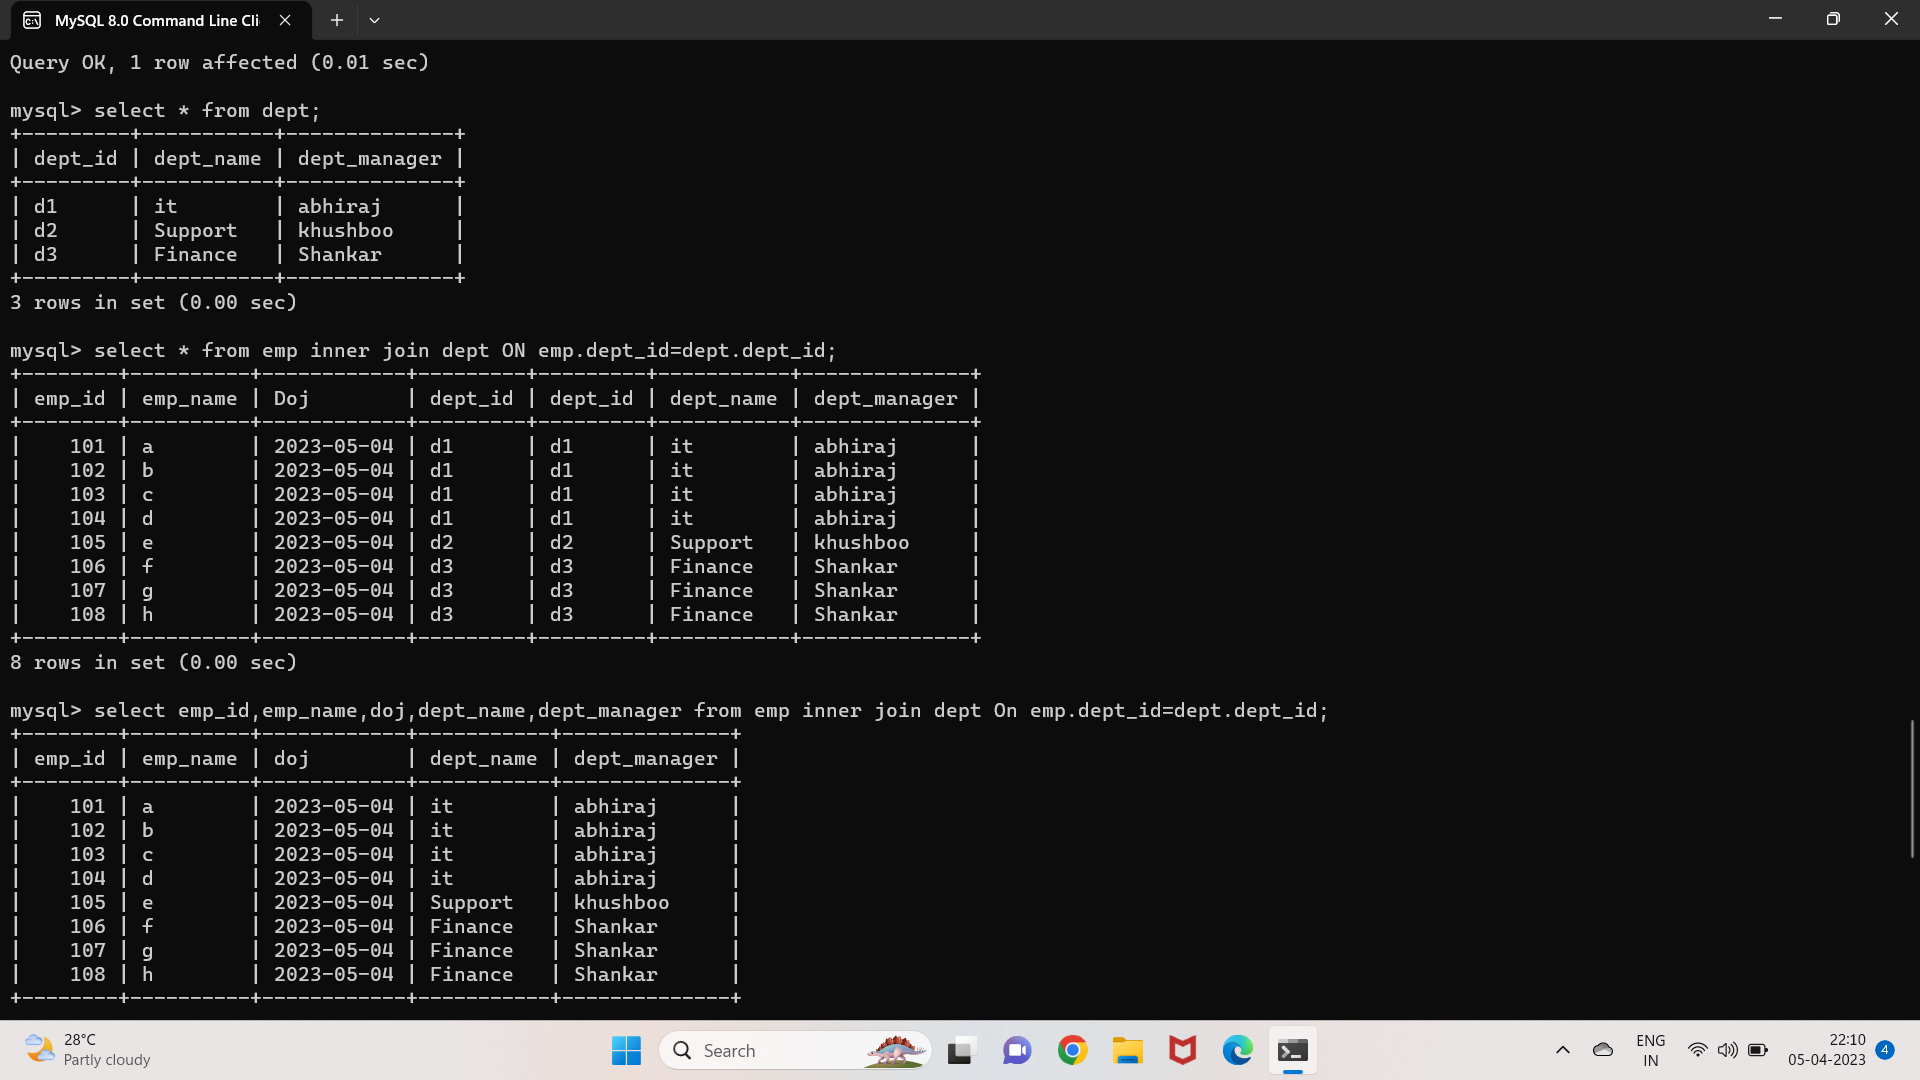 MySQL 8.0 Command Line Cli
Query OK, 1 row affected (0.01 sec)
mysql> select * from dept;
+---------+-----------+--------------+
| dept_id | dept_name | dept_manager |
+---------+-----------+--------------+
| d1      | it        | abhiraj      |
| d2      | Support   | khushboo     |
| d3      | Finance   | Shankar      |
+---------+-----------+--------------+
3 rows in set (0.00 sec)
mysql> select * from emp inner join dept ON emp.dept_id=dept.dept_id;
+--------+----------+------------+---------+---------+-----------+--------------+
| emp_id | emp_name | Doj        | dept_id | dept_id | dept_name | dept_manager |
+--------+----------+------------+---------+---------+-----------+--------------+
|    101 | a        | 2023-05-04 | d1      | d1      | it        | abhiraj      |
|    102 | b        | 2023-05-04 | d1      | d1      | it        | abhiraj      |
|    103 | c        | 2023-05-04 | d1      | d1      | it        | abhiraj      |
|    104 | d        | 2023-05-04 | d1      | d1      | it        | abhiraj      |
|    105 | e        | 2023-05-04 | d2      | d2      | Support   | khushboo     |
|    106 | f        | 2023-05-04 | d3      | d3      | Finance   | Shankar      |
|    107 | g        | 2023-05-04 | d3      | d3      | Finance   | Shankar      |
|    108 | h        | 2023-05-04 | d3      | d3      | Finance   | Shankar      |
+--------+----------+------------+---------+---------+-----------+--------------+
8 rows in set (0.00 sec)
mysql> select emp_id,emp_name,doj,dept_name,dept_manager from emp inner join dept On emp.dept_id=dept.dept_id;
+--------+----------+------------+-----------+--------------+
| emp_id | emp_name | doj        | dept_name | dept_manager |
+--------+----------+------------+-----------+--------------+
|    101 | a        | 2023-05-04 | it        | abhiraj      |
|    102 | b        | 2023-05-04 | it        | abhiraj      |
|    103 | c        | 2023-05-04 | it        | abhiraj      |
|    104 | d        | 2023-05-04 | it        | abhiraj      |
|    105 | e        | 2023-05-04 | Support   | khushboo     |
|    106 | f        | 2023-05-04 | Finance   | Shankar      |
|    107 | g        | 2023-05-04 | Finance   | Shankar      |
|    108 | h        | 2023-05-04 | Finance   | Shankar      |
+--------+----------+------------+-----------+--------------+
28°C
Partly cloudy
Search
ENG
IN
22:10
05-04-2023
4